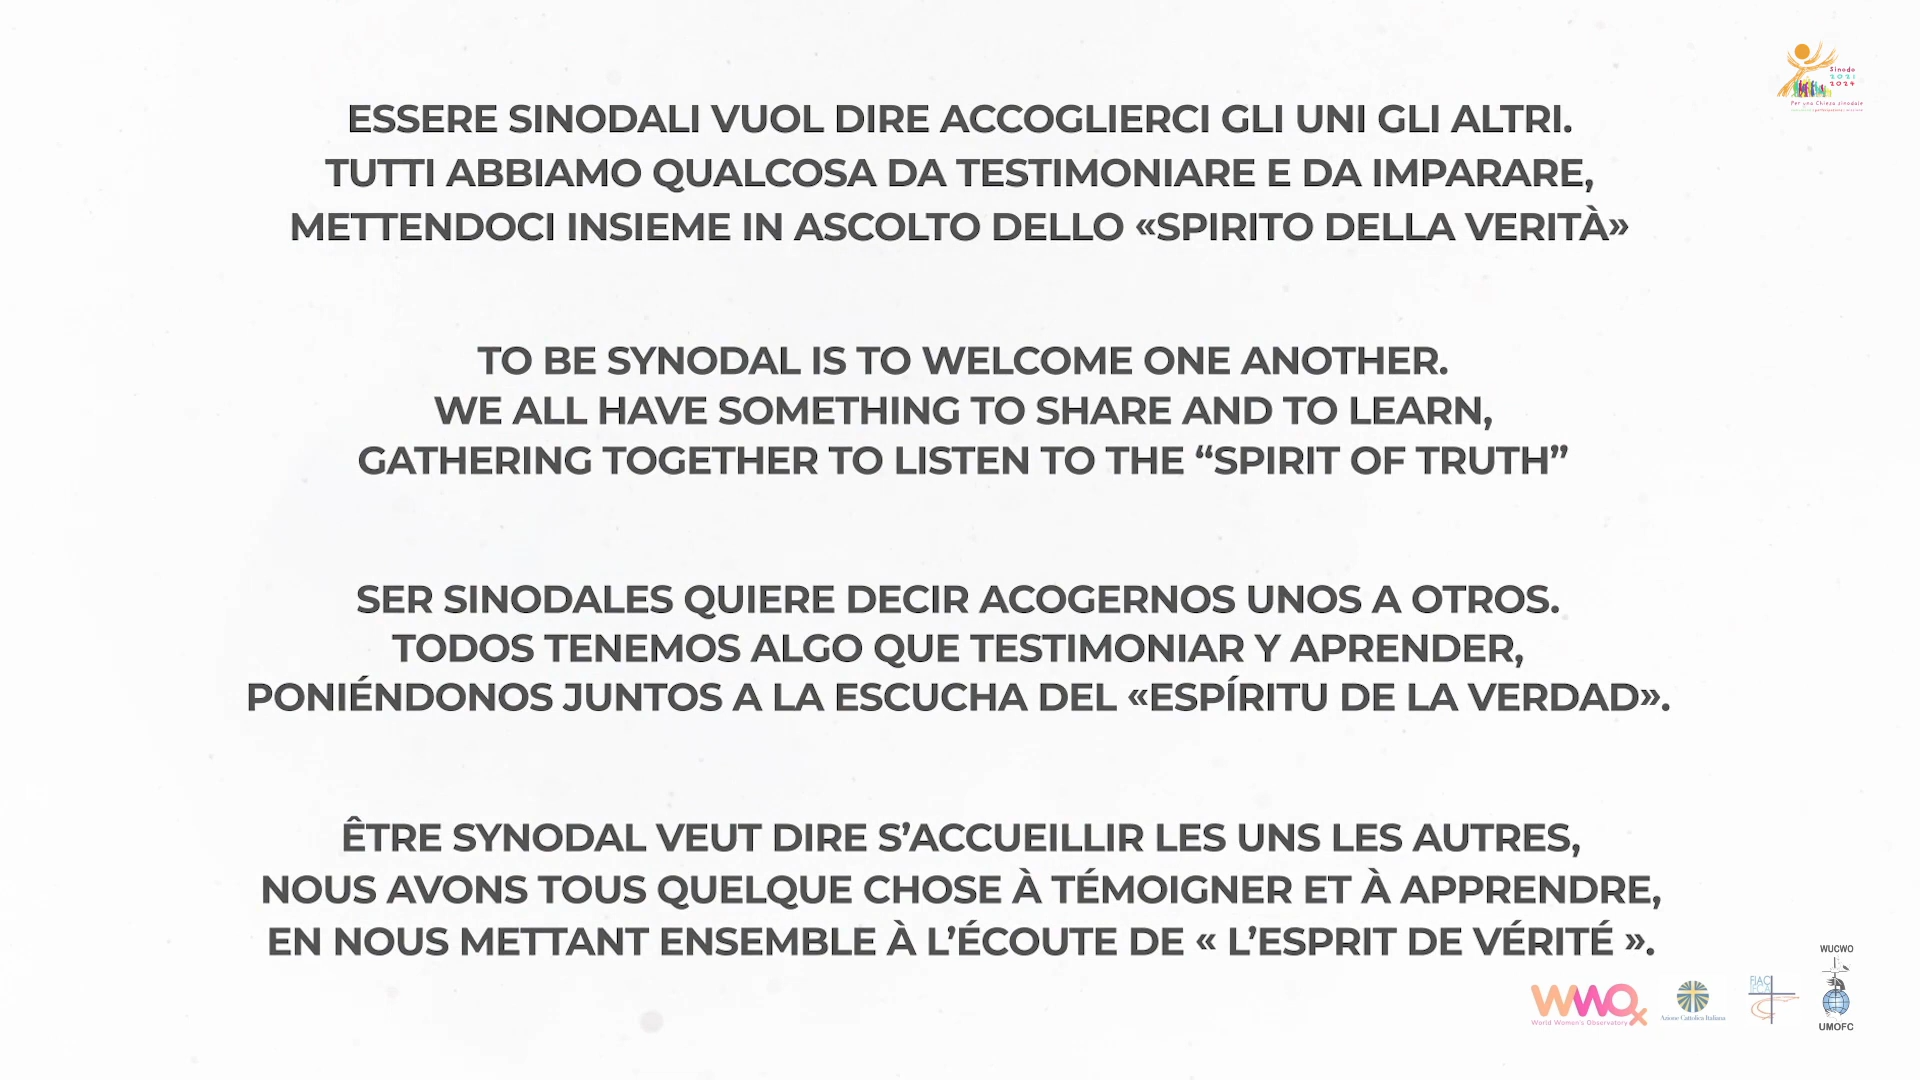 Sinodo
2021
2024
Per una Chiesa sinodale
ESSERE SINODALI VUOL DIRE ACCOGLIERCI GLI UNI GLI ALTRI.
TUTTI ABBIAMO QUALCOSA DA TESTIMONIARE E DA IMPARARE,
METTENDOCI INSIEME IN ASCOLTO DELLO «SPIRITO DELLA VERITÀ»
TO BE SYNODAL IS TO WELCOME ONE ANOTHER.
WE ALL HAVE SOMETHING TO SHARE AND TO LEARN,
GATHERING TOGETHER TO LISTEN TO THE “SPIRIT OF TRUTH”
SER SINODALES QUIERE DECIR ACOGERNOS UNOS A OTROS.
TODOS TENEMOS ALGO QUE TESTIMONIAR Y APRENDER,
PONIÉNDONOS JUNTOS A LA ESCUCHA DEL «ESPÍRITU DE LA VERDAD».
ÊTRE SYNODAL VEUT DIRE S’ACCUEILLIR LES UNS LES AUTRES,
NOUS AVONS TOUS QUELQUE CHOSE À TÉMOIGNER ET À APPRENDRE,
EN NOUS METTANT ENSEMBLE À L’ÉCOUTE DE « L’ESPRIT DE VÉRITÉ ».
WWO
World Women's Observatory
Azione Cattolica Italiana
FIAC
IFCA
WUCWO
UMOFC